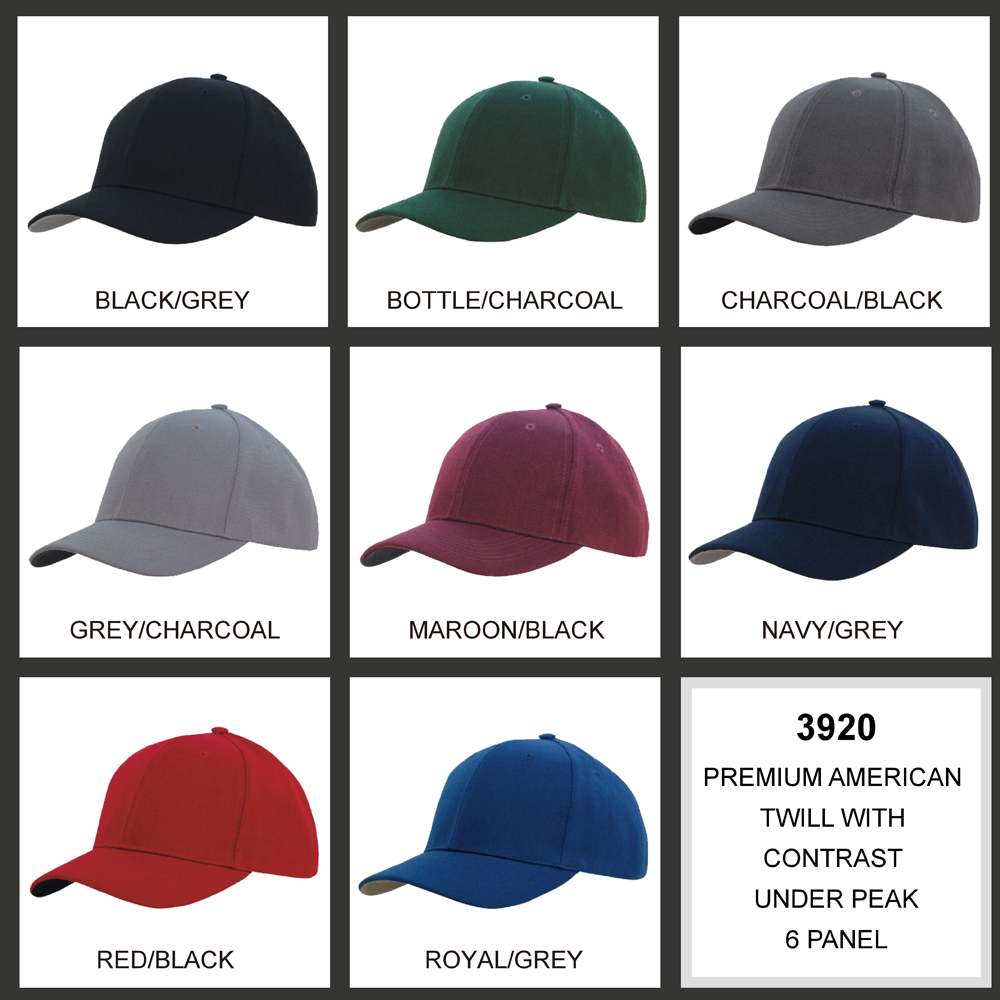 BLACK/GREY
BOTTLE/CHARCOAL
CHARCOAL/BLACK
GREY/CHARCOAL
MAROON/BLACK
NAVY/GREY
RED/BLACK
ROYAL/GREY
3920
PREMIUM AMERICAN
TWILL WITH
CONTRAST
UNDER PEAK
6 PANEL